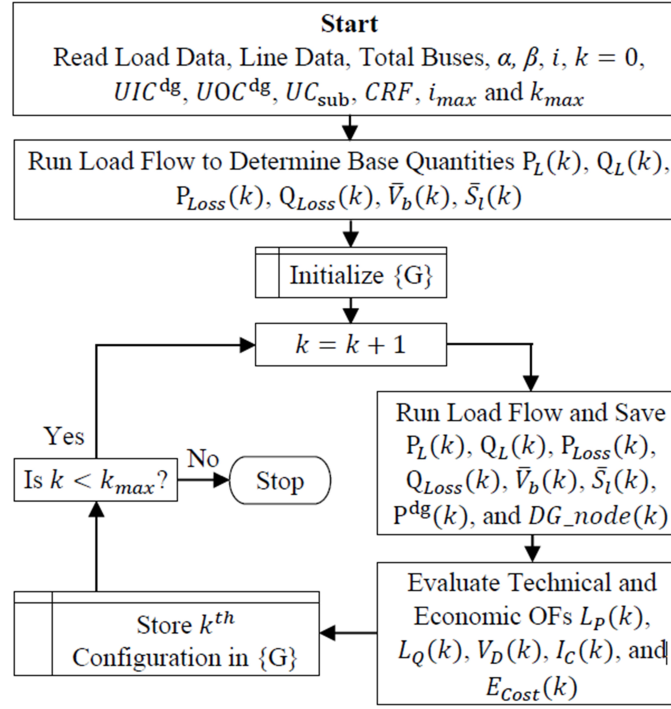 Start
Read Load Data, Line Data, Total Buses, α, β, i, k = 0,
UIC^dg, UOC^dg, UC_sub, CRF, i_max and k_max
Run Load Flow to Determine Base Quantities P_L(k), Q_L(k),
P_Loss(k), Q_Loss(k), V̄_b(k), S̄_l(k)
Initialize {G}
k = k + 1
Run Load Flow and Save
P_L(k), Q_L(k), P_Loss(k),
Q_Loss(k), V̄_b(k), S̄_l(k),
P^dg(k), and DG_node(k)
Evaluate Technical and
Economic OFs L_P(k),
L_Q(k), V_D(k), I_C(k), and
E_Cost(k)
Store k^th
Configuration in {G}
Is k < k_max?
Yes
No
Stop